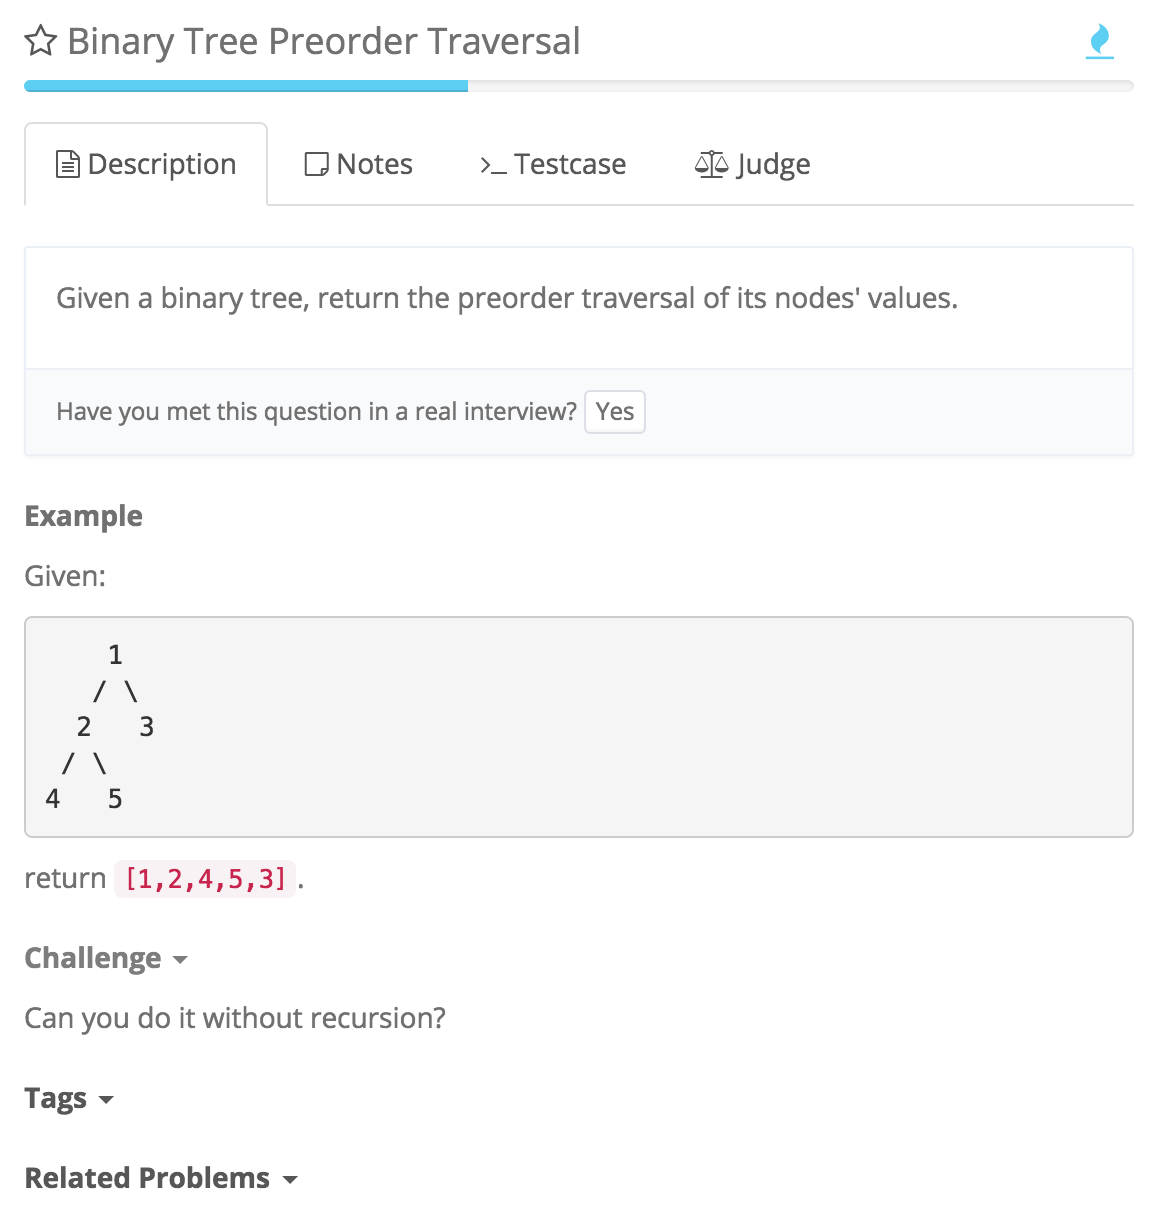 Binary Tree Preorder Traversal
Description Notes >_ Testcase Judge
Given a binary tree, return the preorder traversal of its nodes' values.
Have you met this question in a real interview? Yes
Example
Given:
    1
   / \
  2   3
 / \
4   5
return [1,2,4,5,3] .
Challenge
Can you do it without recursion?
Tags
Related Problems